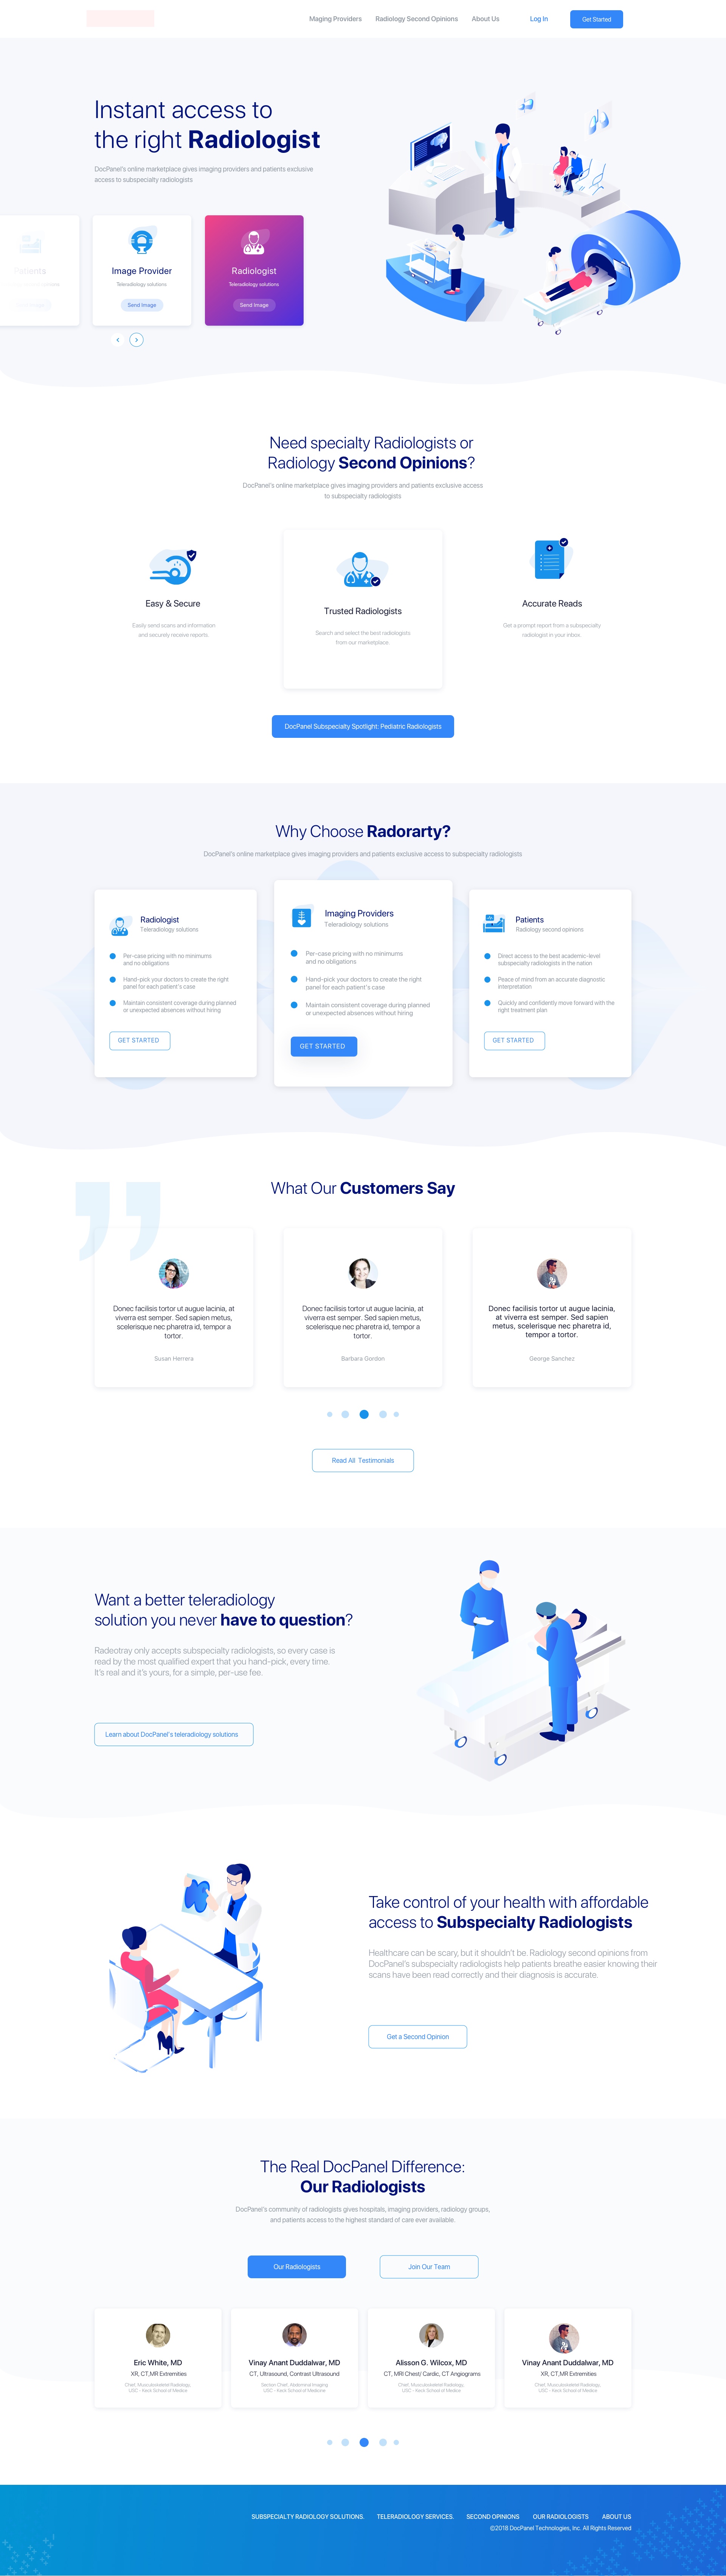 Maging Providers
Radiology Second Opinions
About Us
Log In
Get Started
Instant access to
the right Radiologist
DocPanel's online marketplace gives imaging providers and patients exclusive
access to subspecialty radiologists
Patients
Image Provider
Teleradiology solutions
Send Image
Radiologist
Teleradiology solutions
Send Image
Need specialty Radiologists or
Radiology Second Opinions?
DocPanel's online marketplace gives imaging providers and patients exclusive access
to subspecialty radiologists
Easy & Secure
Easily send scans and information
and securely receive reports.
Trusted Radiologists
Search and select the best radiologists
from our marketplace.
Accurate Reads
Get a prompt report from a subspecialty
radiologist in your inbox.
DocPanel Subspecialty Spotlight: Pediatric Radiologists
Why Choose Radorarty?
DocPanel's online marketplace gives imaging providers and patients exclusive access to subspecialty radiologists
Radiologist
Teleradiology solutions
Per-case pricing with no minimums
and no obligations
Hand-pick your doctors to create the right
panel for each patient's case
Maintain consistent coverage during planned
or unexpected absences without hiring
GET STARTED
Imaging Providers
Teleradiology solutions
Per-case pricing with no minimums
and no obligations
Hand-pick your doctors to create the right
panel for each patient's case
Maintain consistent coverage during planned
or unexpected absences without hiring
GET STARTED
Patients
Radiology second opinions
Direct access to the best academic-level
subspecialty radiologists in the nation
Peace of mind from an accurate diagnostic
interpretation
Quickly and confidently move forward with the
right treatment plan
GET STARTED
What Our Customers Say
Donec facilisis tortor ut augue lacinia, at
viverra est semper. Sed sapien metus,
scelerisque nec pharetra id, tempor a
tortor.
Susan Herrera
Donec facilisis tortor ut augue lacinia, at
viverra est semper. Sed sapien metus,
scelerisque nec pharetra id, tempor a
tortor.
Barbara Gordon
Donec facilisis tortor ut augue lacinia,
at viverra est semper. Sed sapien
metus, scelerisque nec pharetra id,
tempor a tortor.
George Sanchez
Read All Testimonials
Want a better teleradiology
solution you never have to question?
Radeotray only accepts subspecialty radiologists, so every case is
read by the most qualified expert that you hand-pick, every time.
It's real and it's yours, for a simple, per-use fee.
Learn about DocPanel's teleradiology solutions
Take control of your health with affordable
access to Subspecialty Radiologists
Healthcare can be scary, but it shouldn't be. Radiology second opinions from
DocPanel's subspecialty radiologists help patients breathe easier knowing their
scans have been read correctly and their diagnosis is accurate.
Get a Second Opinion
The Real DocPanel Difference:
Our Radiologists
DocPanel's community of radiologists gives hospitals, imaging providers, radiology groups,
and patients access to the highest standard of care ever available.
Our Radiologists
Join Our Team
Eric White, MD
XR, CT,MR Extremities
Chief, Musculoskeletal Radiology,
USC - Keck School of Medice
Vinay Anant Duddalwar, MD
CT, Ultrasound, Contrast Ultrasound
Section Chief, Abdominal Imaging
USC - Keck School of Medicine
Alisson G. Wilcox, MD
CT, MRI Chest/ Cardic, CT Angiograms
Chief, Musculoskeletal Radiology,
USC - Keck School of Medice
Vinay Anant Duddalwar, MD
XR, CT,MR Extremities
Chief, Musculoskeletal Radiology,
USC - Keck School of Medice
SUBSPECIALTY RADIOLOGY SOLUTIONS.
TELERADIOLOGY SERVICES.
SECOND OPINIONS
OUR RADIOLOGISTS
ABOUT US
©2018 DocPanel Technologies, Inc. All Rights Reserved